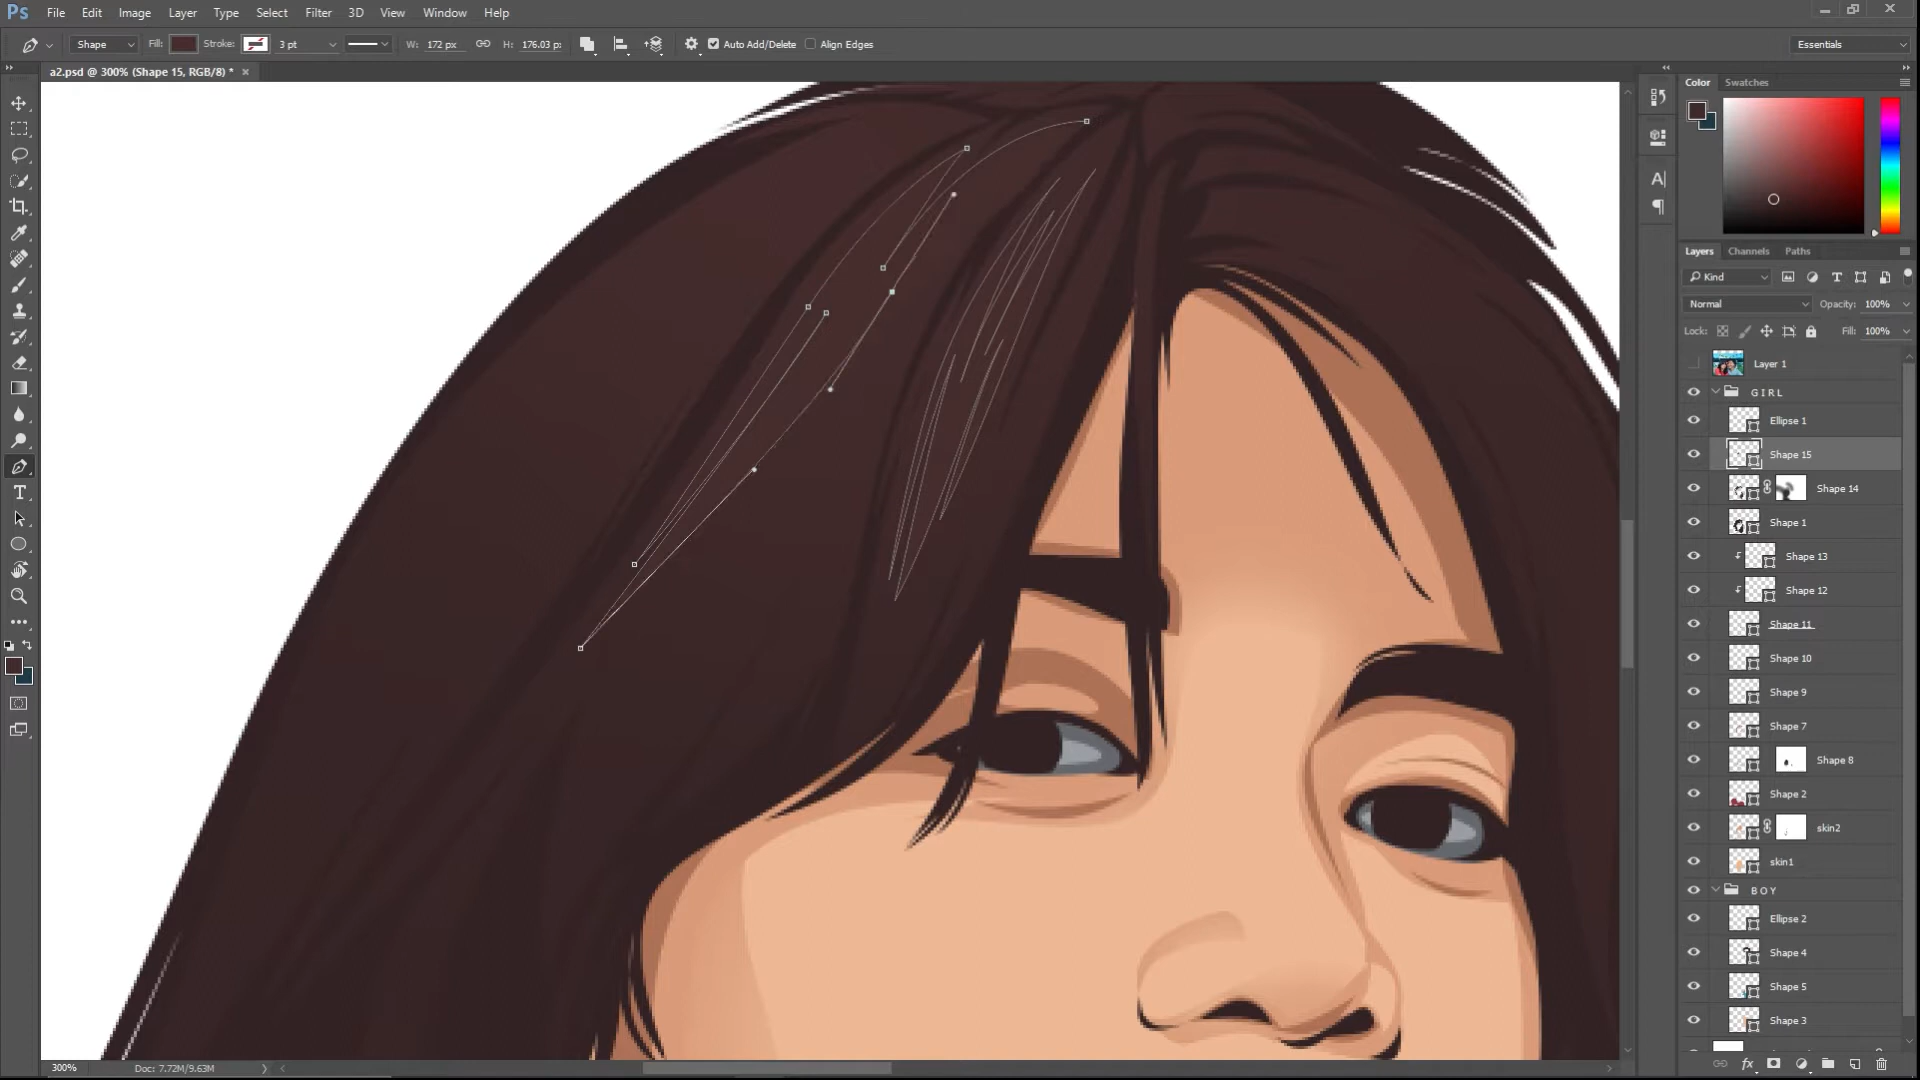 Ps File Edit Image Layer Type Select Filter 3D View Window Help
Shape Fill: Stroke: 3 pt W: 172 px H: 176.03 p: Auto Add/Delete Align Edges Essentials
a2.psd @ 300% (Shape 15, RGB/8) * ×
Color Swatches
Layers Channels Paths
Kind
Normal Opacity: 100%
Lock: Fill: 100%
Layer 1
GIRL
Ellipse 1
Shape 15
Shape 14
Shape 1
Shape 13
Shape 12
Shape 11
Shape 10
Shape 9
Shape 7
Shape 8
Shape 2
skin2
skin1
BOY
Ellipse 2
Shape 4
Shape 5
Shape 3
300% Doc: 7.72M/9.63M